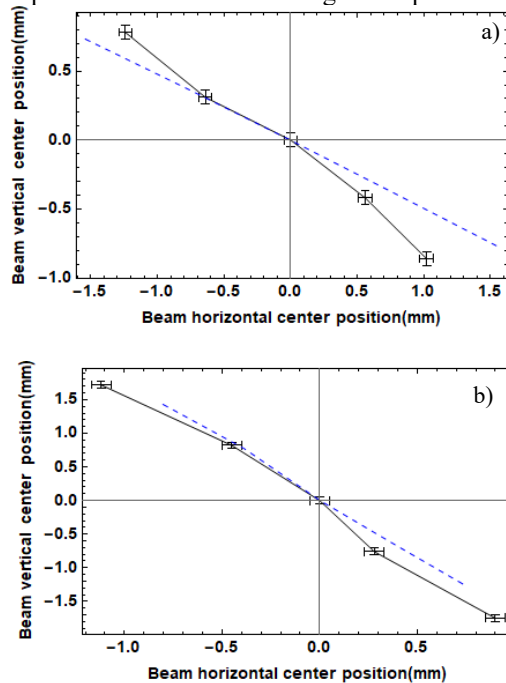 a)
0.5
0.0
−0.5
−1.0
Beam vertical center position(mm)
−1.5 −1.0 −0.5 0.0 0.5 1.0 1.5
Beam horizontal center position(mm)
b)
1.5
1.0
0.5
0.0
−0.5
−1.0
−1.5
Beam vertical center position(mm)
−1.0 −0.5 0.0 0.5
Beam horizontal center position(mm)